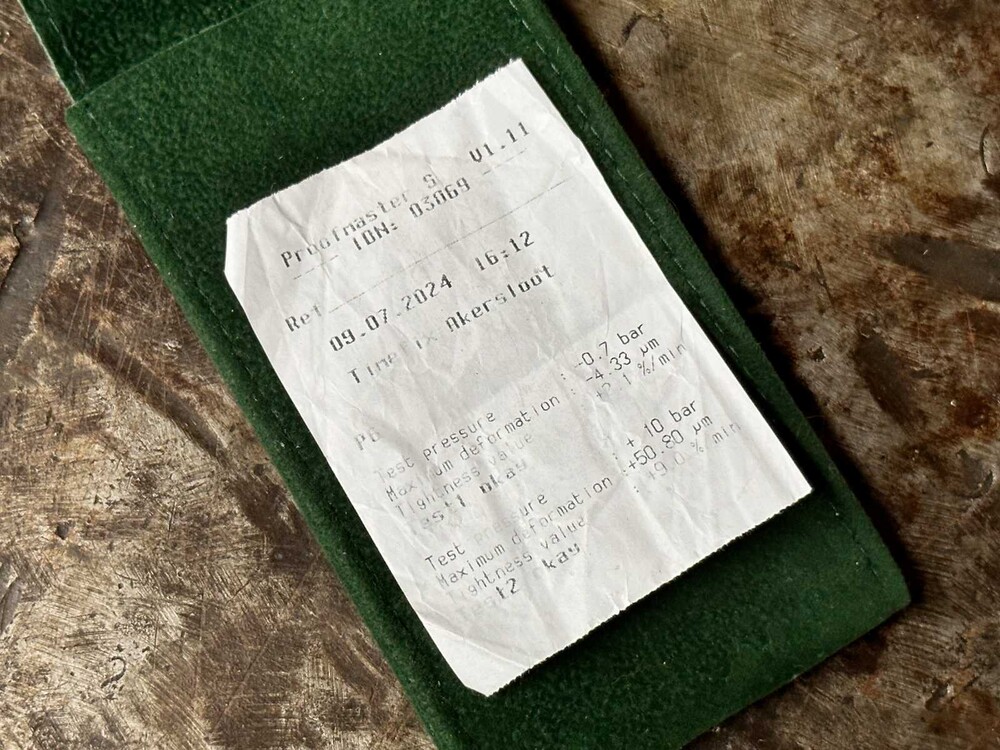 Proofmaster S V1.11
IDN: 03069
Ref
09.07.2024 16:12
Timefix Akersloot
P6
Test pressure : -0.7 bar
Maximum deformation : -4.33 µm
Tightness value : +2.1 %/min
Test1 okay
Test pressure : + 10 bar
Maximum deformation :+50.80 µm
Tightness value : +9.0 %/min
Test2 okay